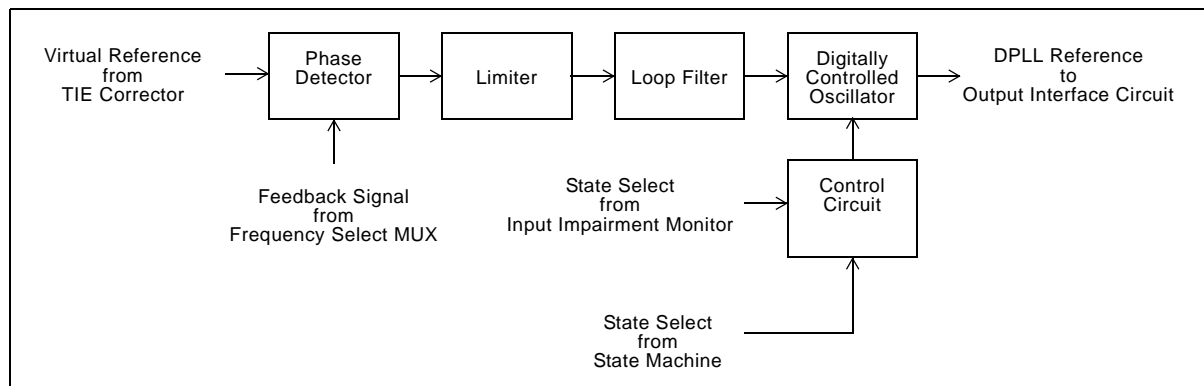 Virtual Reference
from
TIE Corrector
Phase
Detector
Limiter
Loop Filter
Digitally
Controlled
Oscillator
DPLL Reference
to
Output Interface Circuit
Feedback Signal
from
Frequency Select MUX
State Select
from
Input Impairment Monitor
Control
Circuit
State Select
from
State Machine